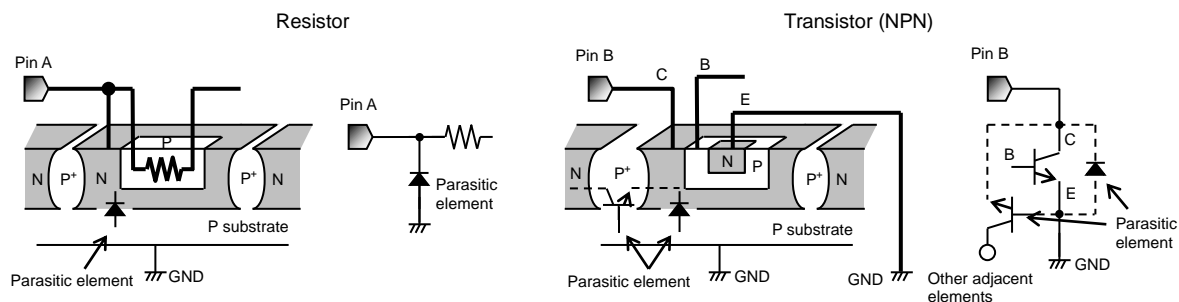 Resistor
Transistor (NPN)
Pin A
Pin A
P
N
P+
N
P+
N
Parasitic element
P substrate
Parasitic element
GND
Pin B
C
B
E
N
P+
N
N
P
P+
N
P substrate
Parasitic element
GND
GND
Pin B
C
B
E
Parasitic element
GND
Other adjacent elements